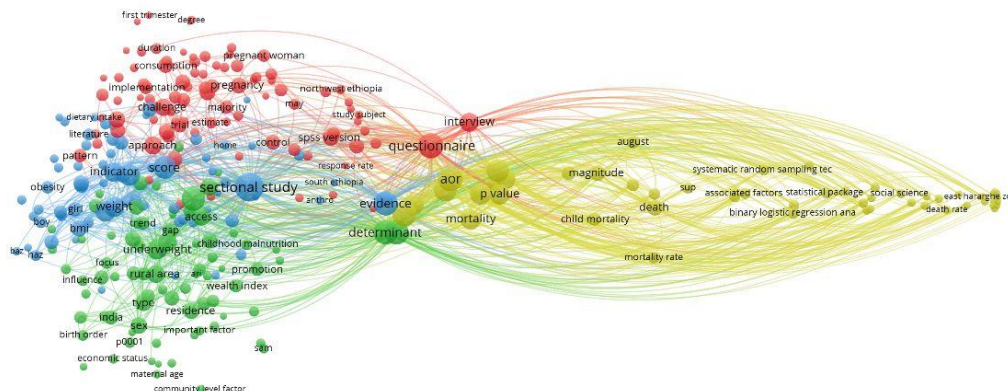 first trimester
degree
duration
pregnant woman
consumption
implementation
pregnancy
northwest ethiopia
challenge
majority
may
dietary intake
study subject
literature
trial
estimate
interview
home
control
spss version
august
approach
questionnaire
pattern
response rate
systematic random sampling tec
indicator
score
magnitude
aor
south ethiopia
sup
obesity
sectional study
p value
associated factors
statistical package
social science
anthro
east hararghe zo
girl
weight
evidence
death
boy
access
mortality
child mortality
binary logistic regression ana
death rate
trend
bmi
gap
determinant
childhood malnutrition
baz
haz
underweight
mortality rate
focus
rural area
ari
promotion
influence
wealth index
type
residence
india
sex
birth order
important factor
p0001
sam
economic status
maternal age
community level factor